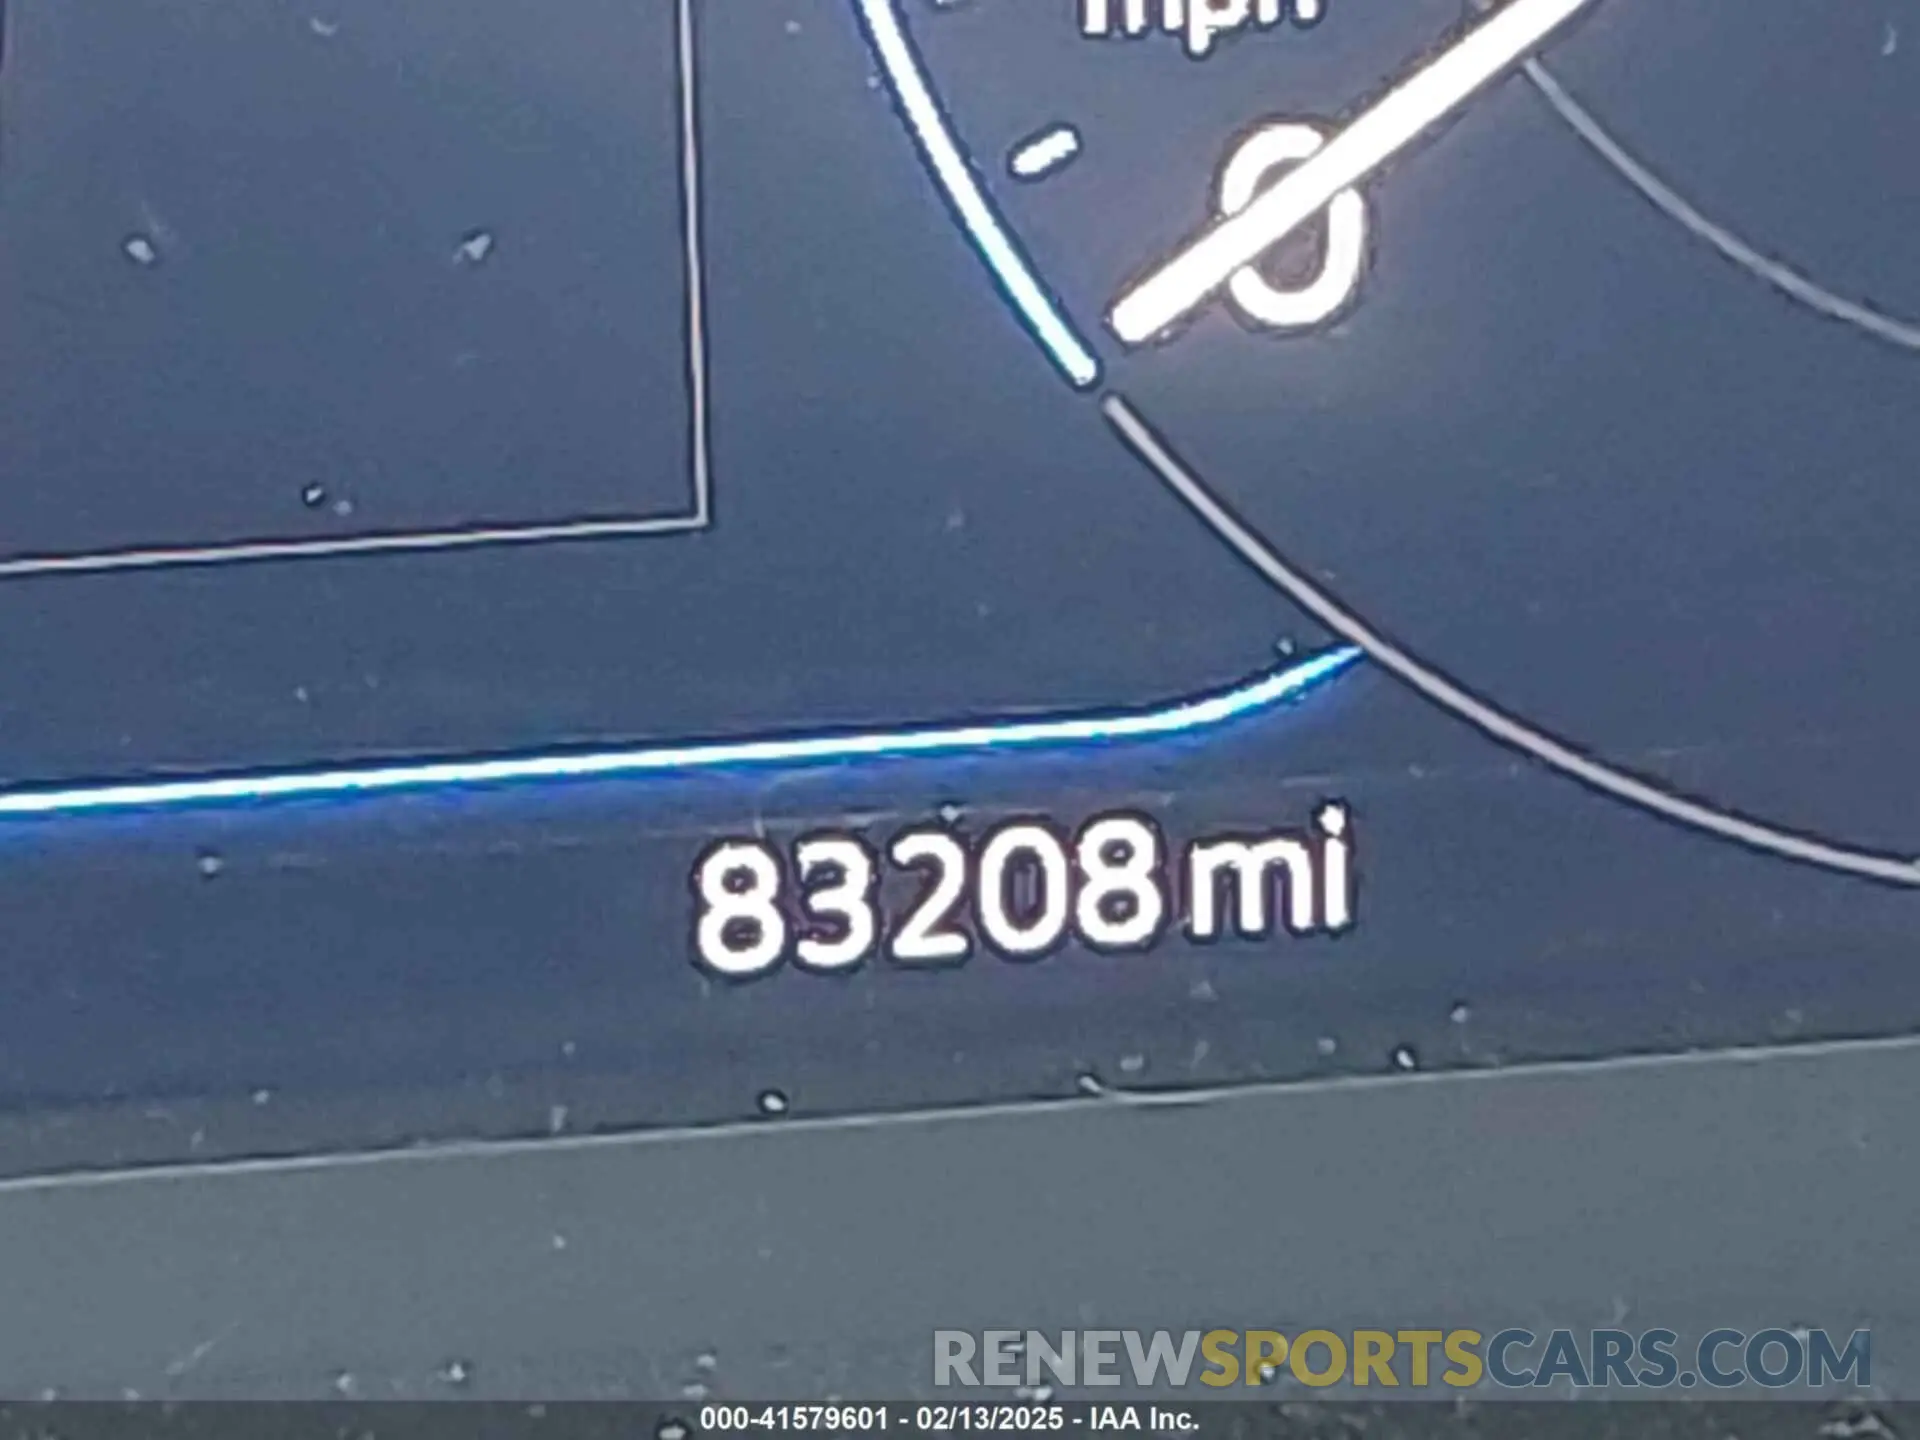 mph
0
83208 mi
RENEWSPORTSCARS.COM
000-41579601 - 02/13/2025 - IAA Inc.